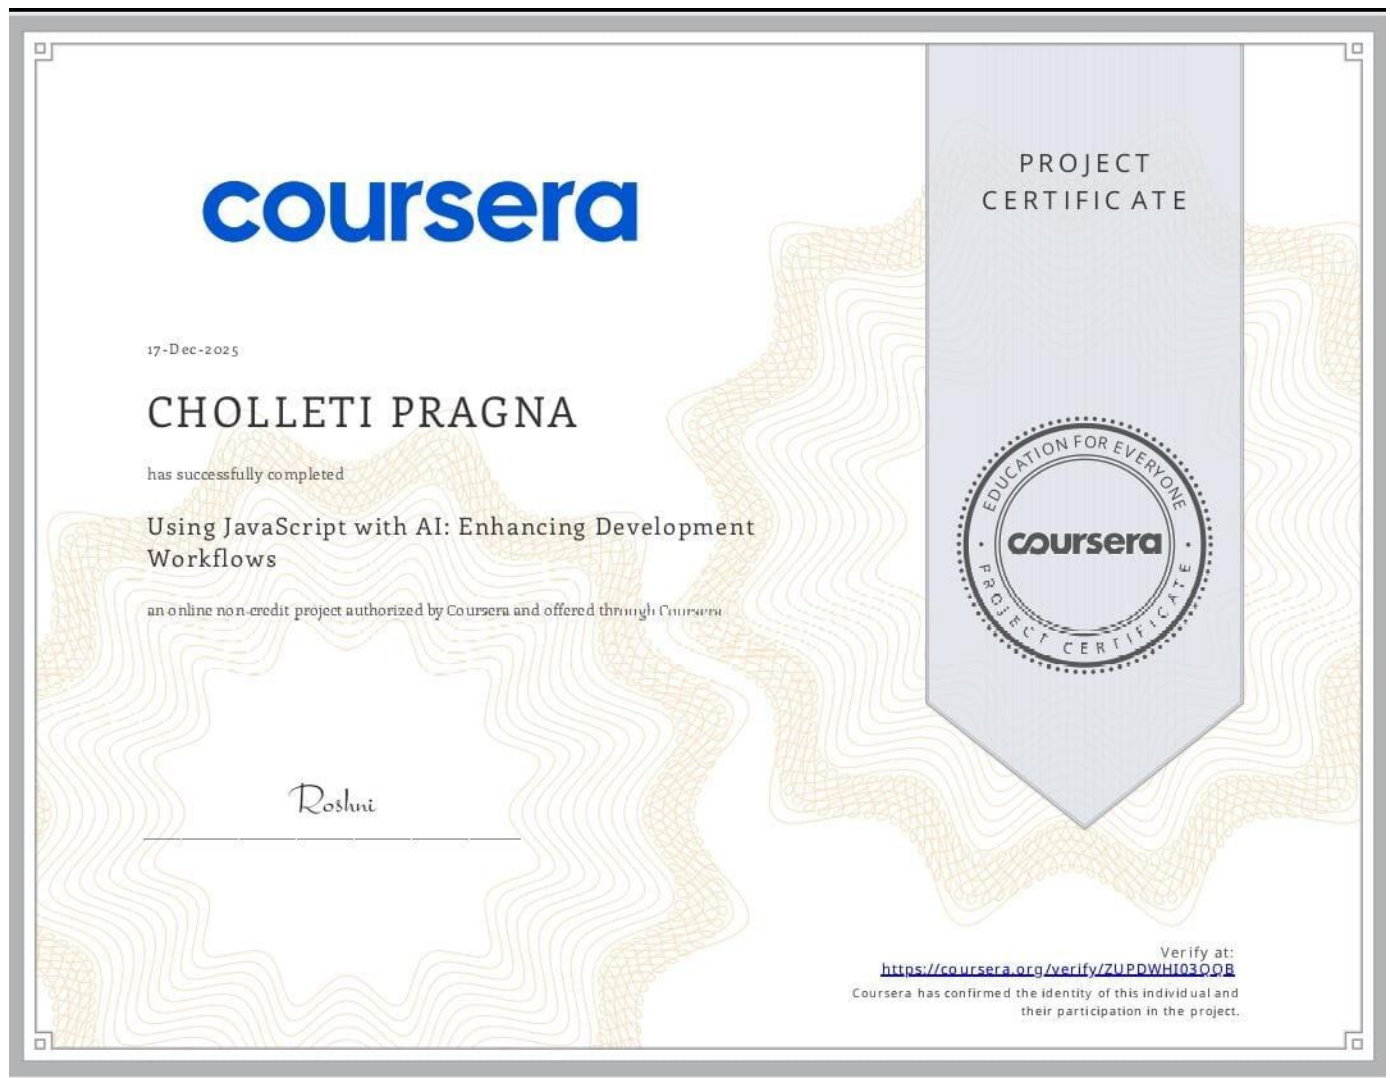 coursera
PROJECT
CERTIFICATE
17-Dec-2025
CHOLLETI PRAGNA
has successfully completed
Using JavaScript with AI: Enhancing Development
Workflows
an online non-credit project authorized by Coursera and offered through Coursera
EDUCATION FOR EVERYONE
coursera
PROJECT CERTIFICATE
Roshni
Verify at:
https://coursera.org/verify/ZUPDWHI03QQB
Coursera has confirmed the identity of this individual and
their participation in the project.